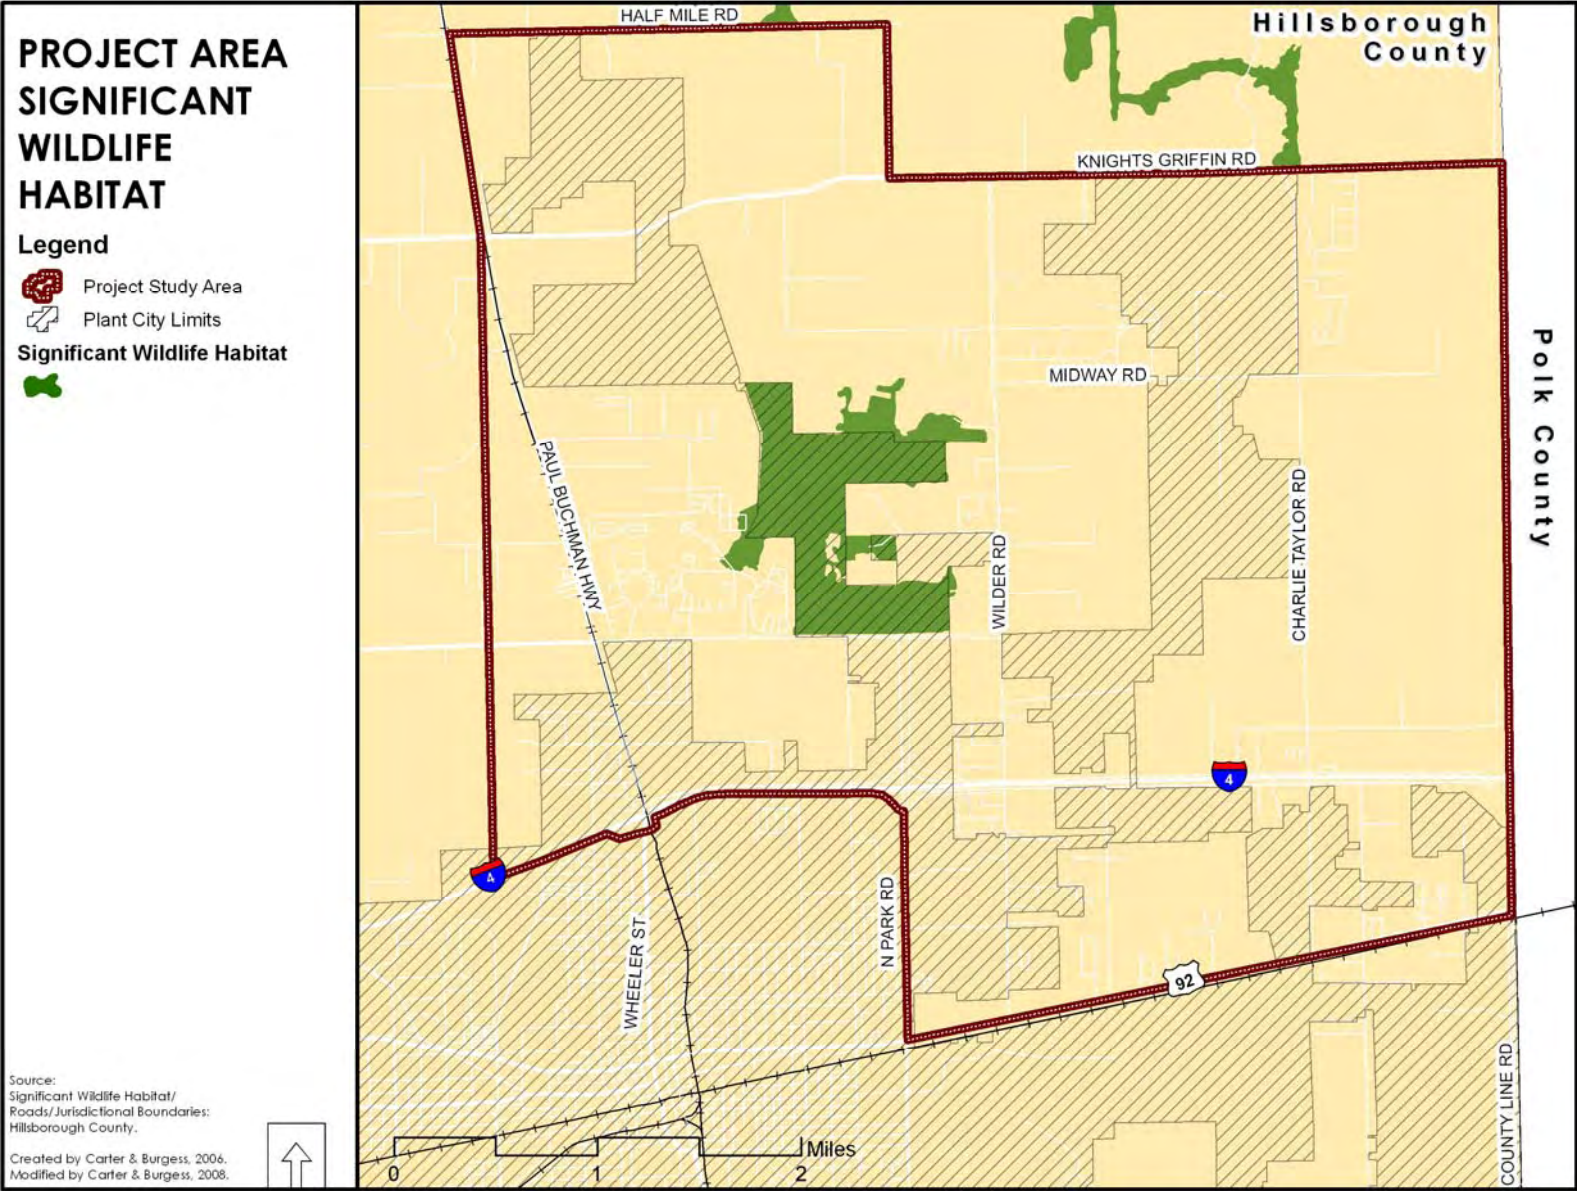 PROJECT AREA
SIGNIFICANT
WILDLIFE
HABITAT
Legend
Project Study Area
Plant City Limits
Significant Wildlife Habitat
Source:
Significant Wildlife Habitat/
Roads/Jurisdictional Boundaries:
Hillsborough County.
Created by Carter & Burgess, 2006.
Modified by Carter & Burgess, 2008.
HALF MILE RD
Hillsborough
County
KNIGHTS GRIFFIN RD
MIDWAY RD
Polk County
PAUL BUCHMAN HWY
WILDER RD
CHARLIE TAYLOR RD
4
4
N PARK RD
WHEELER ST
92
COUNTY LINE RD
Miles
0 1 2